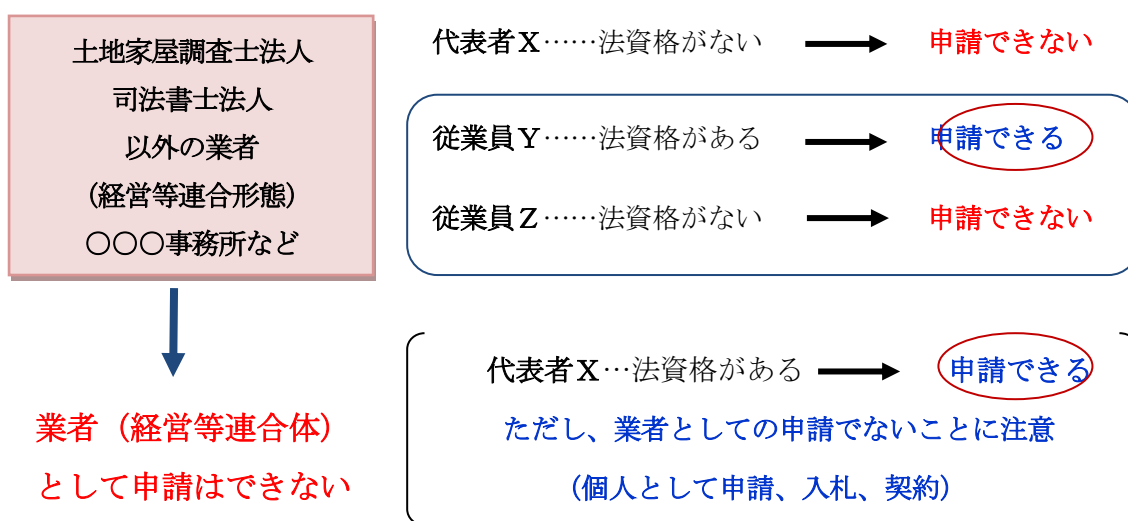 土地家屋調査士法人
司法書士法人
以外の業者
（経営等連合形態）
〇〇〇事務所など
業者（経営等連合体）
として申請はできない
代表者Ｘ……法資格がない 申請できない
従業員Ｙ……法資格がある 申請できる
従業員Ｚ……法資格がない 申請できない
代表者Ｘ…法資格がある 申請できる
ただし、業者としての申請でないことに注意
（個人として申請、入札、契約）